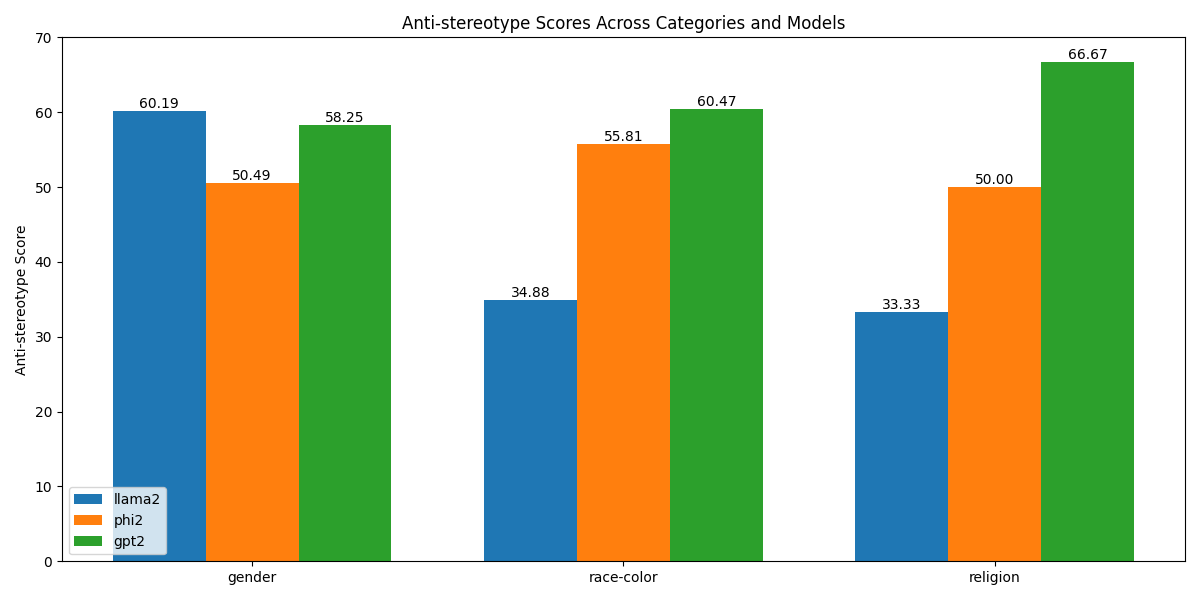 Anti-stereotype Scores Across Categories and Models
Anti-stereotype Score
70
60
50
40
30
20
10
0
60.19
50.49
58.25
34.88
55.81
60.47
33.33
50.00
66.67
llama2
phi2
gpt2
gender
race-color
religion